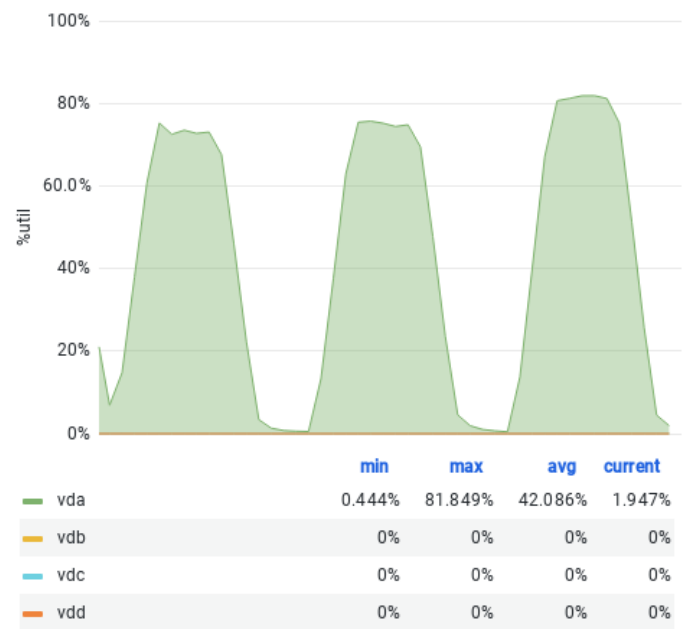 100%
80%
60.0%
40%
20%
0%
%util
min max avg current
vda 0.444% 81.849% 42.086% 1.947%
vdb 0% 0% 0% 0%
vdc 0% 0% 0% 0%
vdd 0% 0% 0% 0%